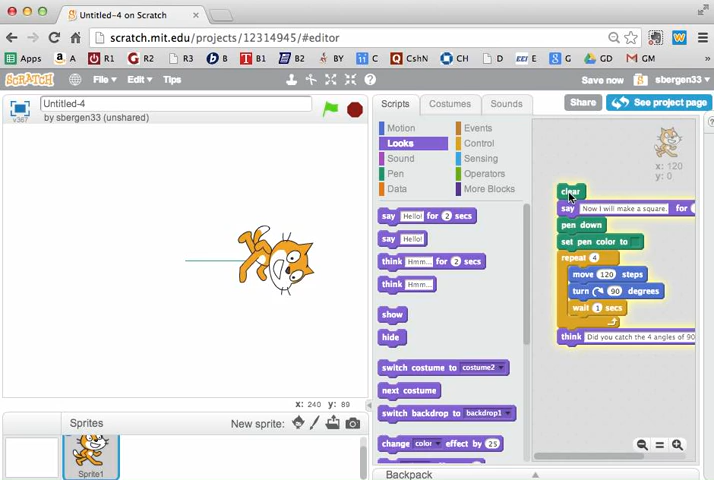 Untitled-4 on Scratch
scratch.mit.edu/projects/12314945/#editor
Apps A R1 G R2 R3 B B1 B2 BY C CshN CH D EEI E G GD GM
SCRATCH File Edit Tips Save now sbergen33
Untitled-4
by sbergen33 (unshared)
v367
Scripts Costumes Sounds Share See project page
Motion Events
Looks Control
Sound Sensing
Pen Operators
Data More Blocks
say Hello! for 2 secs
say Hello!
think Hmm... for 2 secs
think Hmm...
show
hide
switch costume to costume2
next costume
switch backdrop to backdrop1
change color effect by 25
x: 120
y: 0
clear
say Now I will make a square. for
pen down
set pen color to
repeat 4
move 120 steps
turn 90 degrees
wait 1 secs
think Did you catch the 4 angles of 90
x: 240 y: 89
Sprites New sprite:
Sprite1
Backpack